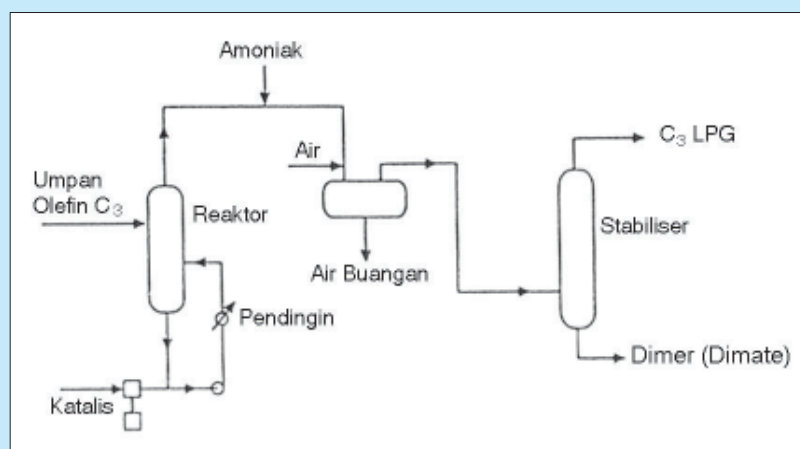 Amoniak
C₃ LPG
Air
Umpan
Olefin C₃
Reaktor
Stabiliser
Air Buangan
Pendingin
Dimer (Dimate)
Katalis